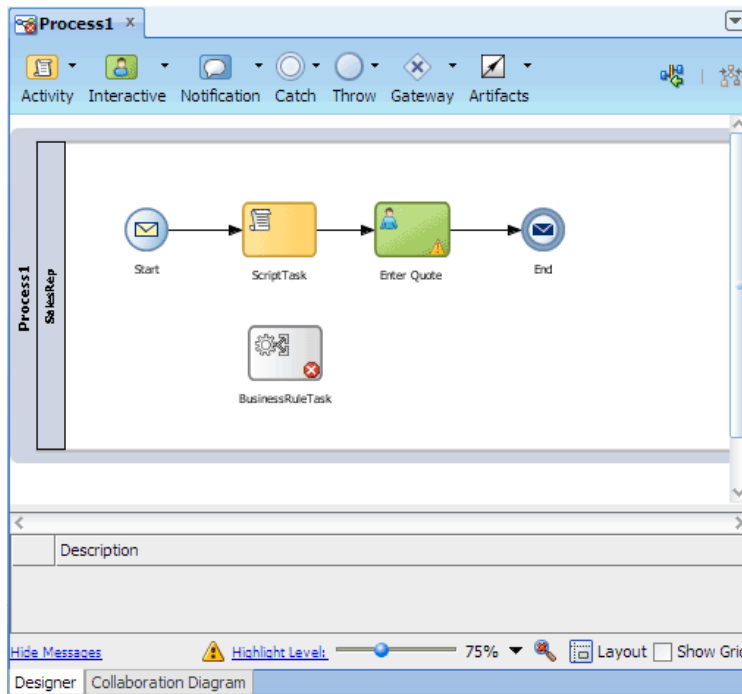 Process1 x
Activity Interactive Notification Catch Throw Gateway Artifacts
Process1
SalesRep
Start
ScriptTask
Enter Quote
End
BusinessRuleTask
Description
Hide Messages Highlight Level: 75% Layout Show Grid
Designer Collaboration Diagram